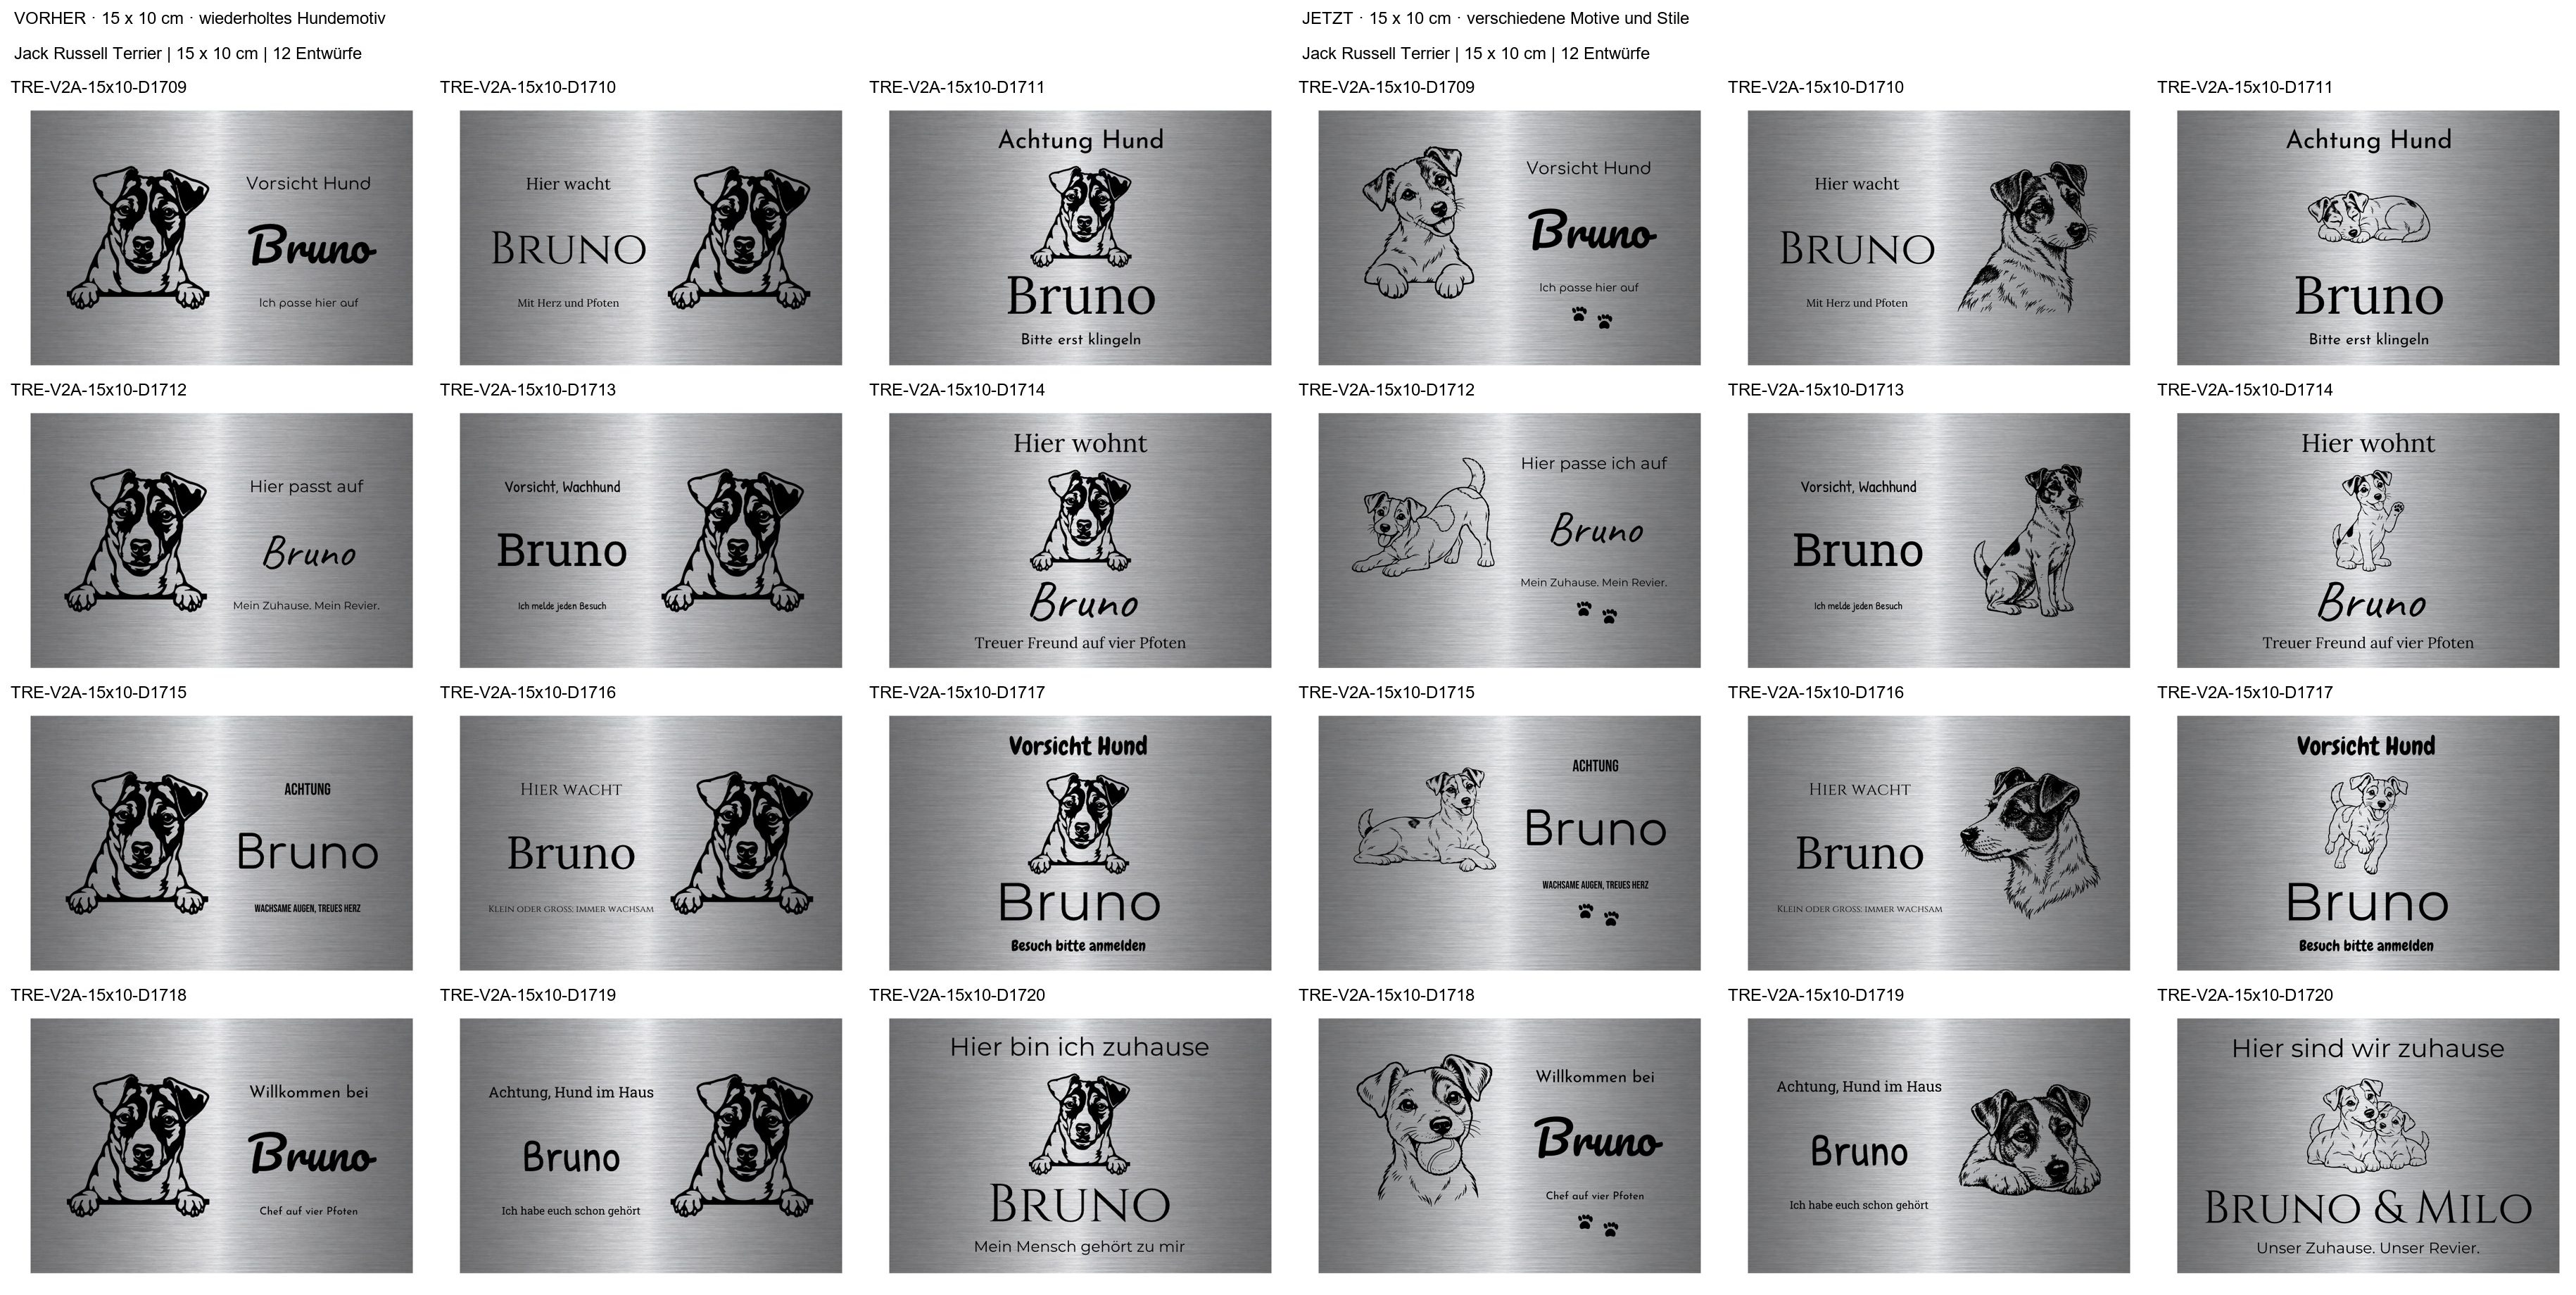 VORHER · 15 x 10 cm · wiederholtes Hundemotiv
Jack Russell Terrier | 15 x 10 cm | 12 Entwürfe
TRE-V2A-15x10-D1709
Vorsicht Hund
Bruno
Ich passe hier auf
TRE-V2A-15x10-D1710
Hier wacht
BRUNO
Mit Herz und Pfoten
TRE-V2A-15x10-D1711
Achtung Hund
Bruno
Bitte erst klingeln
TRE-V2A-15x10-D1712
Hier passt auf
Bruno
Mein Zuhause. Mein Revier.
TRE-V2A-15x10-D1713
Vorsicht, Wachhund
Bruno
Ich melde jeden Besuch
TRE-V2A-15x10-D1714
Hier wohnt
Bruno
Treuer Freund auf vier Pfoten
TRE-V2A-15x10-D1715
ACHTUNG
Bruno
WACHSAME AUGEN, TREUES HERZ
TRE-V2A-15x10-D1716
HIER WACHT
Bruno
KLEIN ODER GROSS: IMMER WACHSAM
TRE-V2A-15x10-D1717
Vorsicht Hund
Bruno
Besuch bitte anmelden
TRE-V2A-15x10-D1718
Willkommen bei
Bruno
Chef auf vier Pfoten
TRE-V2A-15x10-D1719
Achtung, Hund im Haus
Bruno
Ich habe euch schon gehört
TRE-V2A-15x10-D1720
Hier bin ich zuhause
BRUNO
Mein Mensch gehört zu mir
JETZT · 15 x 10 cm · verschiedene Motive und Stile
Jack Russell Terrier | 15 x 10 cm | 12 Entwürfe
TRE-V2A-15x10-D1709
Vorsicht Hund
Bruno
Ich passe hier auf
TRE-V2A-15x10-D1710
Hier wacht
BRUNO
Mit Herz und Pfoten
TRE-V2A-15x10-D1711
Achtung Hund
Bruno
Bitte erst klingeln
TRE-V2A-15x10-D1712
Hier passe ich auf
Bruno
Mein Zuhause. Mein Revier.
TRE-V2A-15x10-D1713
Vorsicht, Wachhund
Bruno
Ich melde jeden Besuch
TRE-V2A-15x10-D1714
Hier wohnt
Bruno
Treuer Freund auf vier Pfoten
TRE-V2A-15x10-D1715
ACHTUNG
Bruno
WACHSAME AUGEN, TREUES HERZ
TRE-V2A-15x10-D1716
HIER WACHT
Bruno
KLEIN ODER GROSS: IMMER WACHSAM
TRE-V2A-15x10-D1717
Vorsicht Hund
Bruno
Besuch bitte anmelden
TRE-V2A-15x10-D1718
Willkommen bei
Bruno
Chef auf vier Pfoten
TRE-V2A-15x10-D1719
Achtung, Hund im Haus
Bruno
Ich habe euch schon gehört
TRE-V2A-15x10-D1720
Hier sind wir zuhause
BRUNO & MILO
Unser Zuhause. Unser Revier.